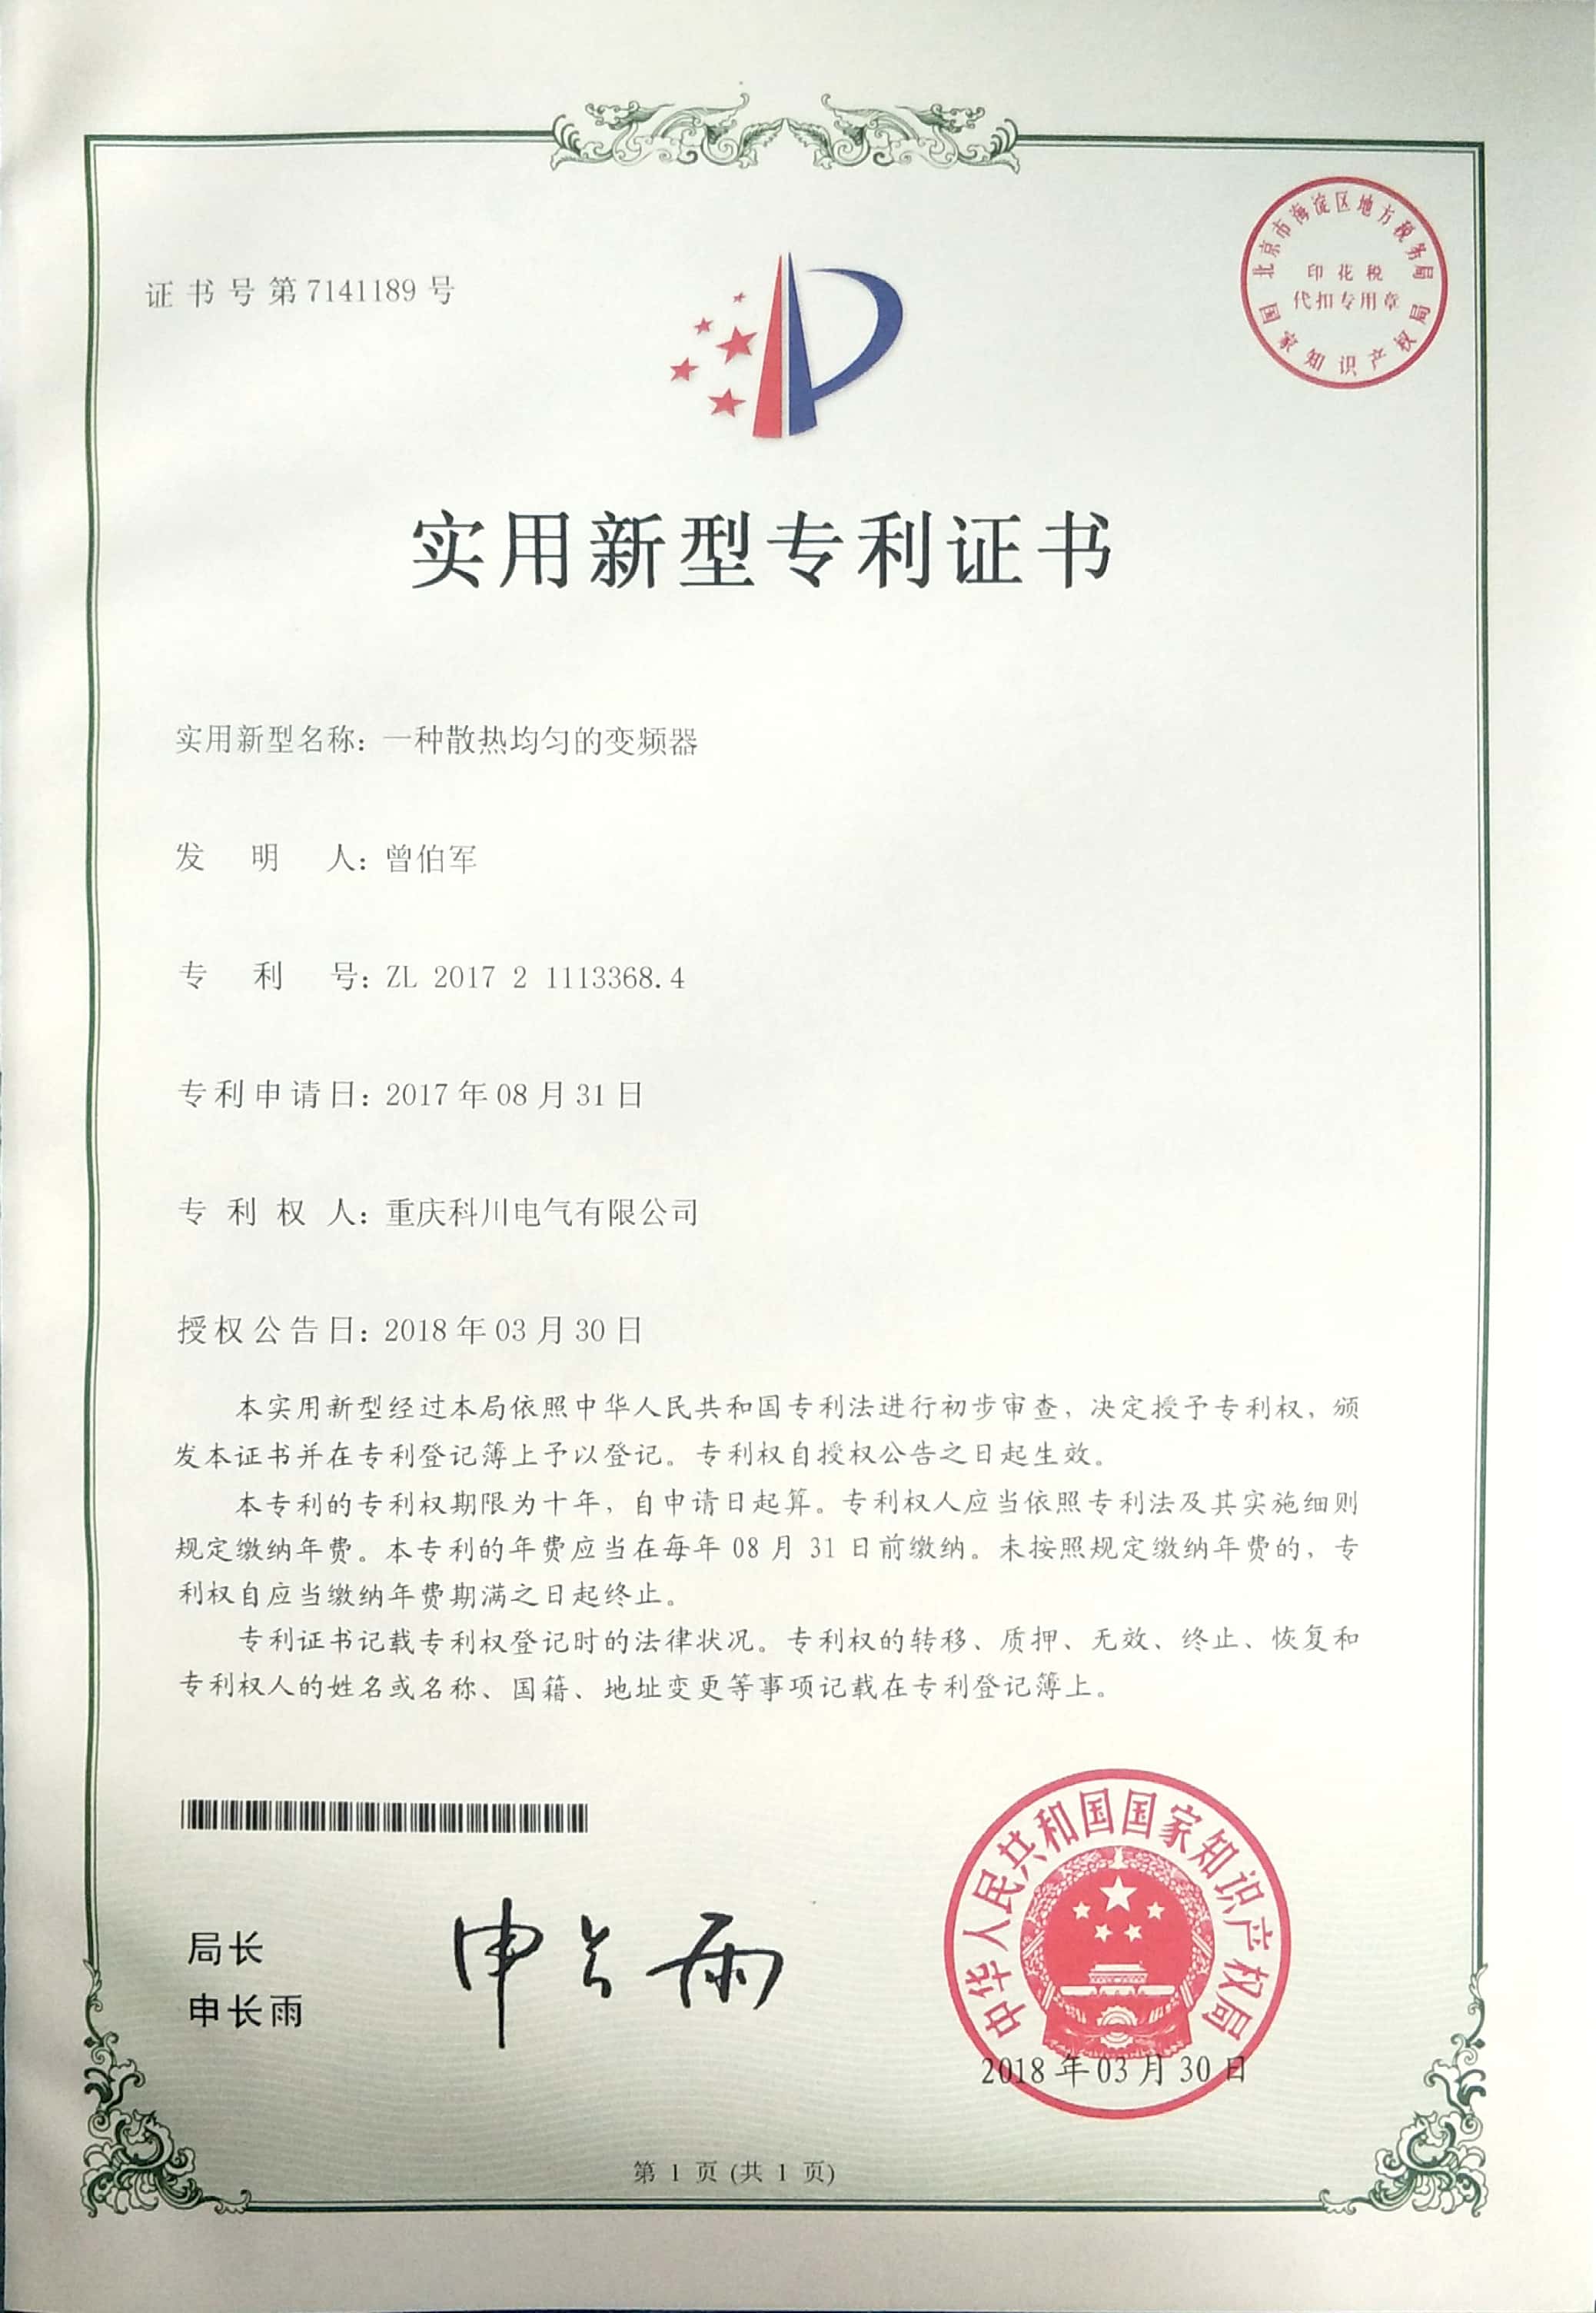 证书号第7141189号
北京市海淀区地方税务局
印花税
代扣专用章
国家知识产权局
实用新型专利证书
实用新型名称：一种散热均匀的变频器
发明人：曾伯军
专利号：ZL 2017 2 1113368.4
专利申请日：2017年08月31日
专利权人：重庆科川电气有限公司
授权公告日：2018年03月30日
本实用新型经过本局依照中华人民共和国专利法进行初步审查，决定授予专利权，颁
发本证书并在专利登记簿上予以登记。专利权自授权公告之日起生效。
本专利的专利权期限为十年，自申请日起算。专利权人应当依照专利法及其实施细则
规定缴纳年费。本专利的年费应当在每年08月31日前缴纳。未按照规定缴纳年费的，专
利权自应当缴纳年费期满之日起终止。
专利证书记载专利权登记时的法律状况。专利权的转移、质押、无效、终止、恢复和
专利权人的姓名或名称、国籍、地址变更等事项记载在专利登记簿上。
局长
申长雨
申长雨
中华人民共和国国家知识产权局
2018年03月30日
第 1 页 (共 1 页)